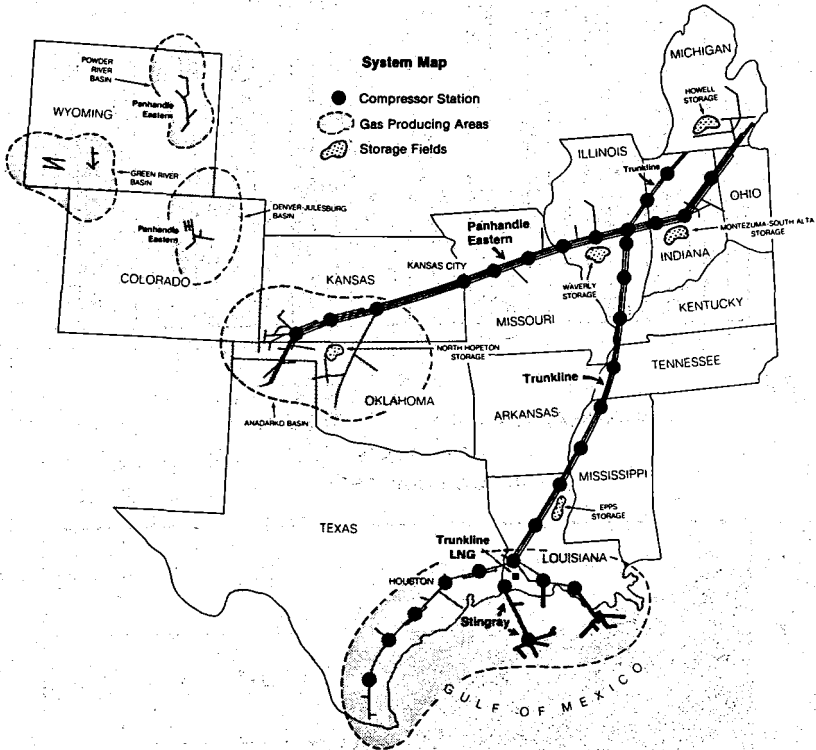 System Map
Compressor Station
Gas Producing Areas
Storage Fields
POWDER
RIVER
BASIN
Panhandle
Eastern
WYOMING
GREEN RIVER
BASIN
DENVER-JULESBURG
BASIN
Panhandle
Eastern
COLORADO
MICHIGAN
HOWELL
STORAGE
ILLINOIS
Trunkline
OHIO
MONTEZUMA-SOUTH ALTA
STORAGE
INDIANA
Panhandle
Eastern
KANSAS CITY
KANSAS
WAVERLY
STORAGE
MISSOURI
KENTUCKY
NORTH HOPETON
STORAGE
TENNESSEE
Trunkline
OKLAHOMA
ARKANSAS
ANADARKO BASIN
MISSISSIPPI
EPPS
STORAGE
TEXAS
Trunkline
LNG
LOUISIANA
HOUSTON
Stingray
GULF OF MEXICO